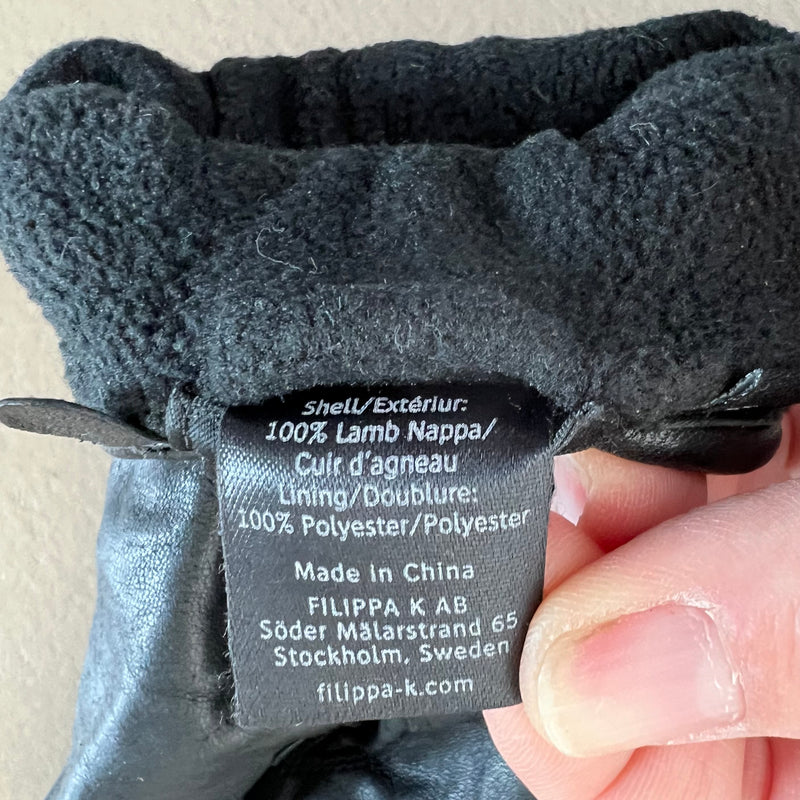 Shell/Extériur:
100% Lamb Nappa/
Cuir d'agneau
Lining/Doublure:
100% Polyester/Polyester
Made in China
FILIPPA K AB
Söder Mälarstrand 65
Stockholm, Sweden
filippa-k.com